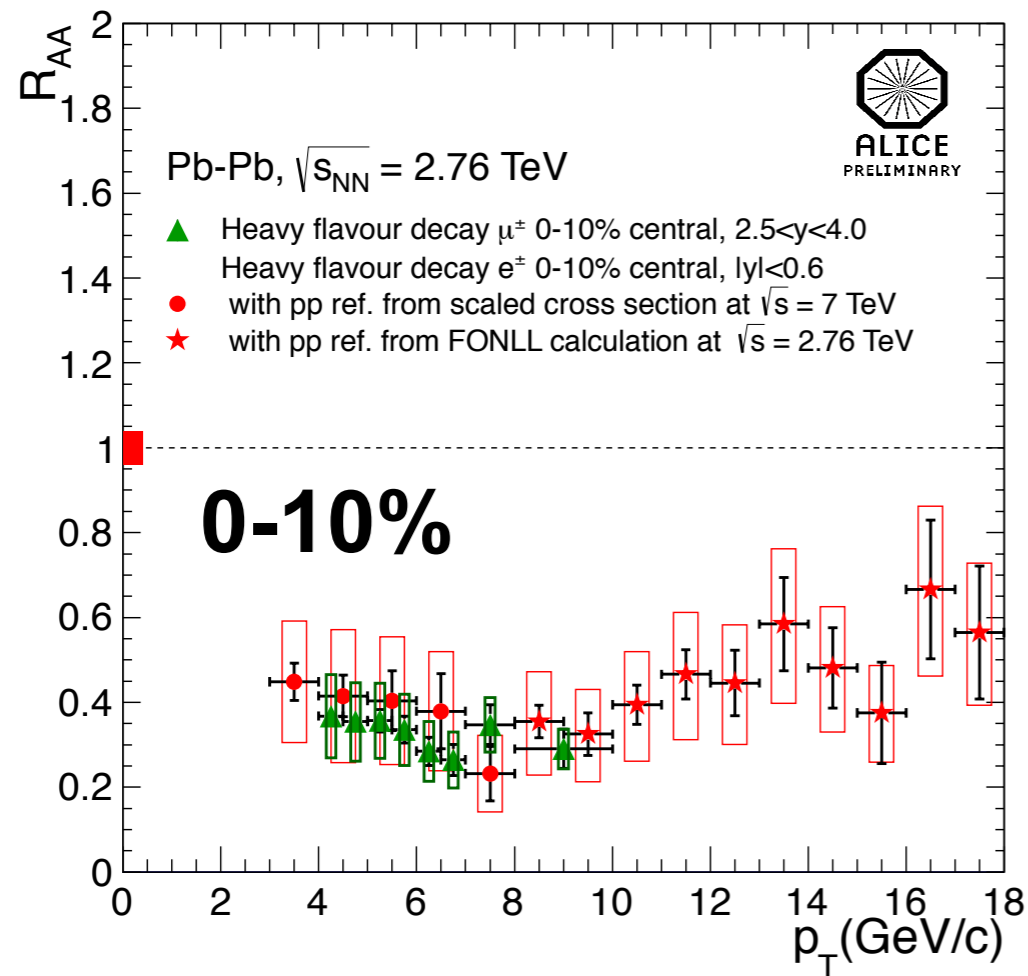 R_AA
2
1.8
1.6
1.4
1.2
1
0.8
0.6
0.4
0.2
0
ALICE
PRELIMINARY
Pb-Pb, √s_NN = 2.76 TeV
Heavy flavour decay μ± 0-10% central, 2.5<y<4.0
Heavy flavour decay e± 0-10% central, |y|<0.6
with pp ref. from scaled cross section at √s = 7 TeV
with pp ref. from FONLL calculation at √s = 2.76 TeV
0-10%
0 2 4 6 8 10 12 14 16 18
p_T(GeV/c)